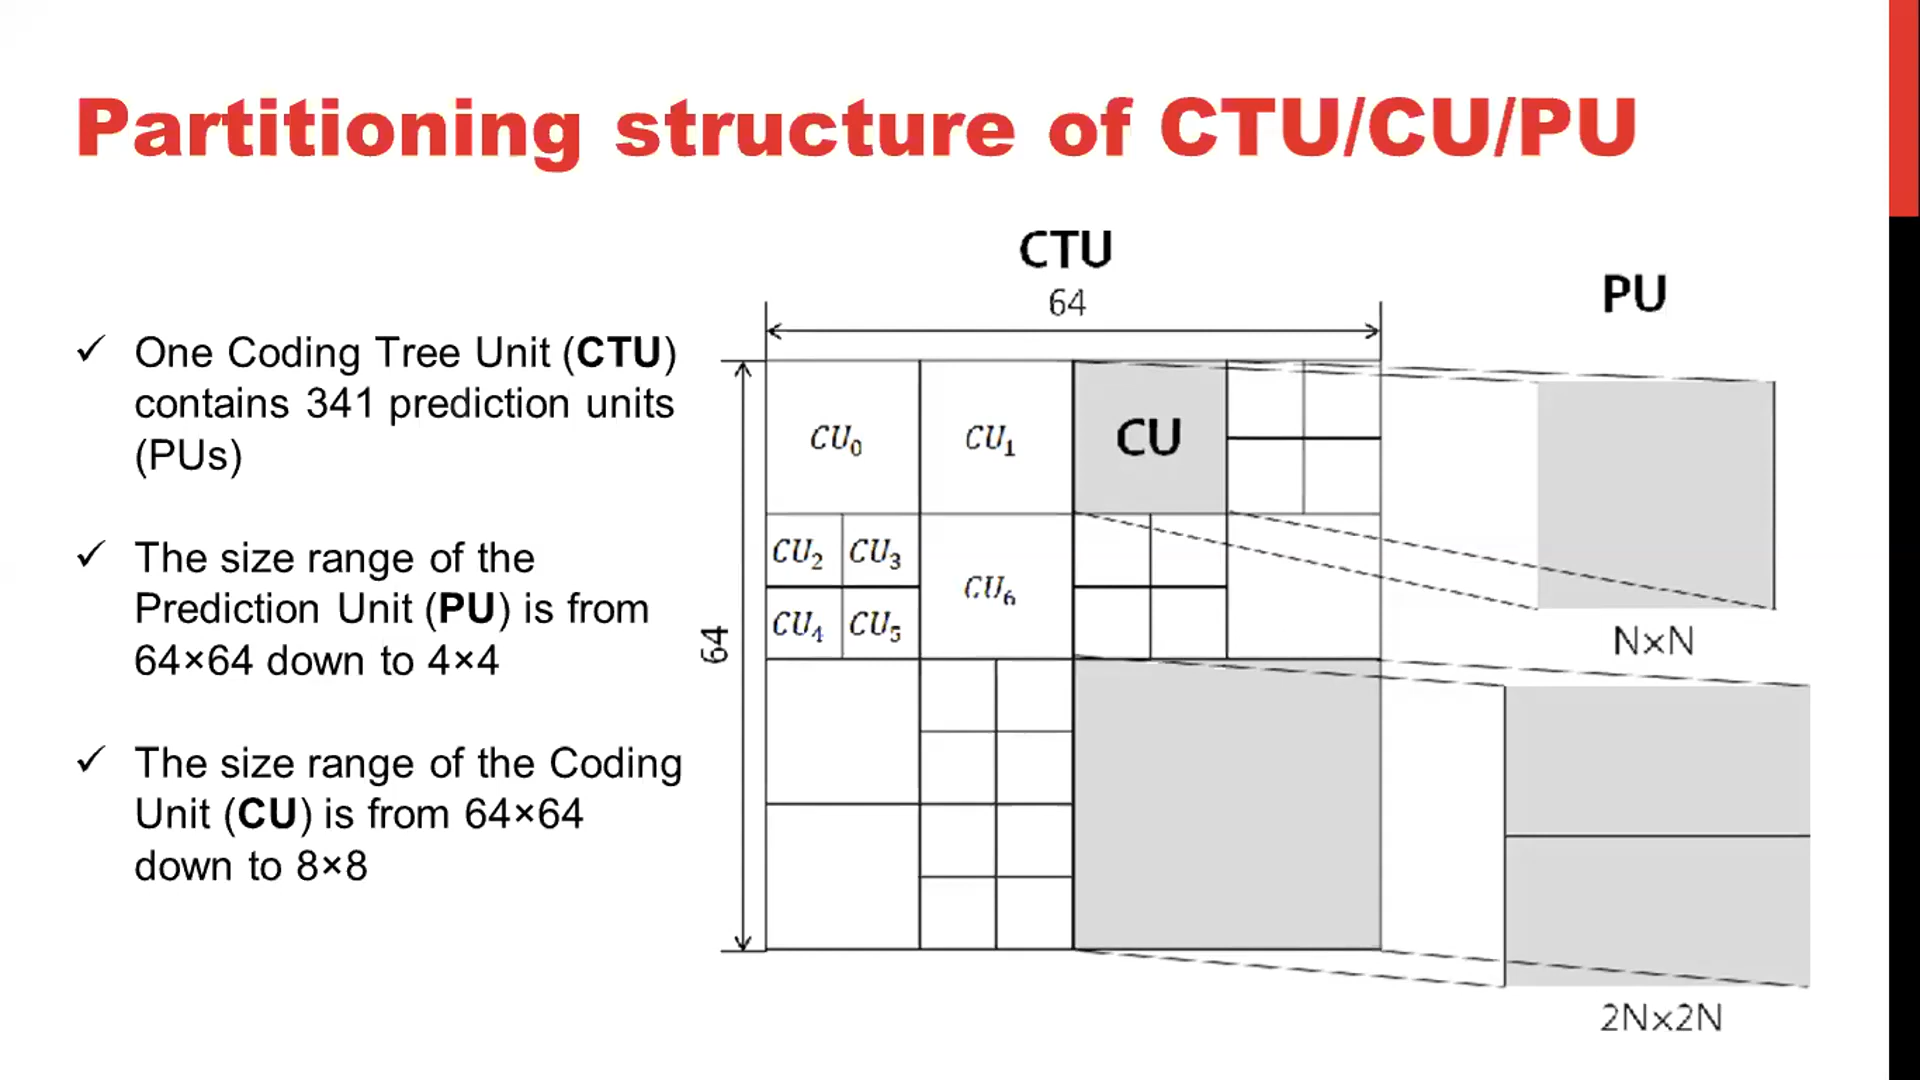 Partitioning structure of CTU/CU/PU
✓ One Coding Tree Unit (CTU)
contains 341 prediction units
(PUs)
✓ The size range of the
Prediction Unit (PU) is from
64×64 down to 4×4
✓ The size range of the Coding
Unit (CU) is from 64×64
down to 8×8
CTU
64
PU
64
CU₀
CU₁
CU
CU₂
CU₃
CU₄
CU₅
CU₆
N×N
2N×2N